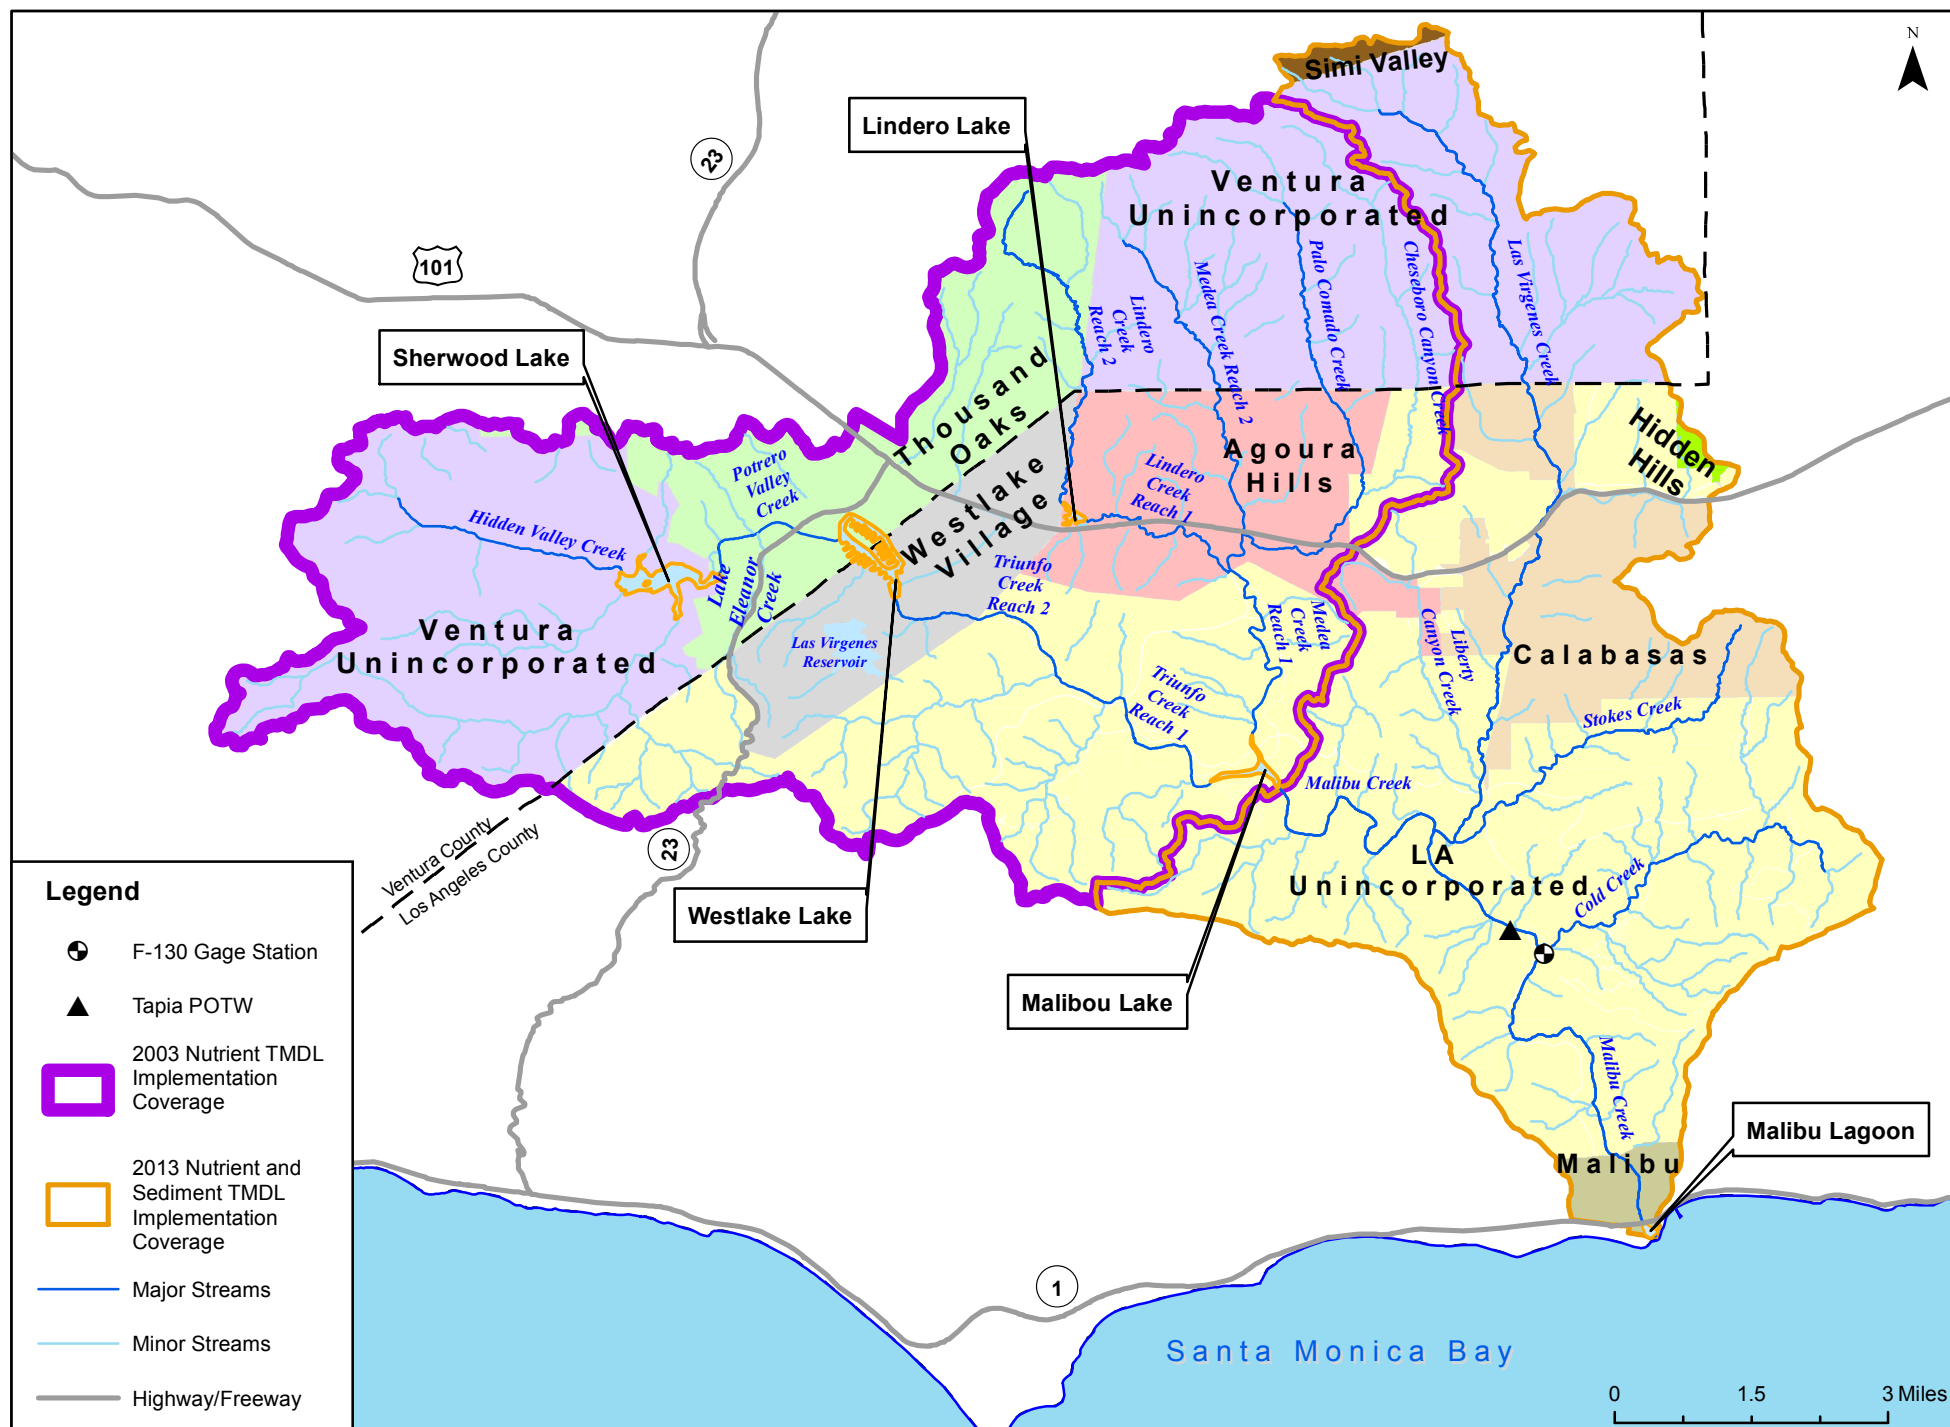 N
Simi Valley
Lindero Lake
23
Ventura
Unincorporated
101
Sherwood Lake
Lindero
Creek
Reach 2
Medea Creek Reach 2
Palo Comado Creek
Cheseboro Canyon Creek
Las Virgenes Creek
Thousand
Oaks
Hidden
Hills
Agoura
Hills
Potrero
Valley
Creek
Lindero
Creek
Reach 1
Westlake
Village
Hidden Valley Creek
Triunfo
Creek
Reach 2
Lake
Eleanor
Creek
Medea
Creek
Reach 1
Liberty
Canyon Creek
Ventura
Unincorporated
Las Virgenes
Reservoir
Calabasas
Triunfo
Creek
Reach 1
Stokes Creek
Malibu Creek
Ventura County
Los Angeles County
23
LA
Unincorporated
Cold Creek
Westlake Lake
Malibou Lake
Malibu Creek
Malibu Lagoon
Malibu
1
Santa Monica Bay
Legend
F-130 Gage Station
Tapia POTW
2003 Nutrient TMDL
Implementation
Coverage
2013 Nutrient and
Sediment TMDL
Implementation
Coverage
Major Streams
Minor Streams
Highway/Freeway
0 1.5 3 Miles